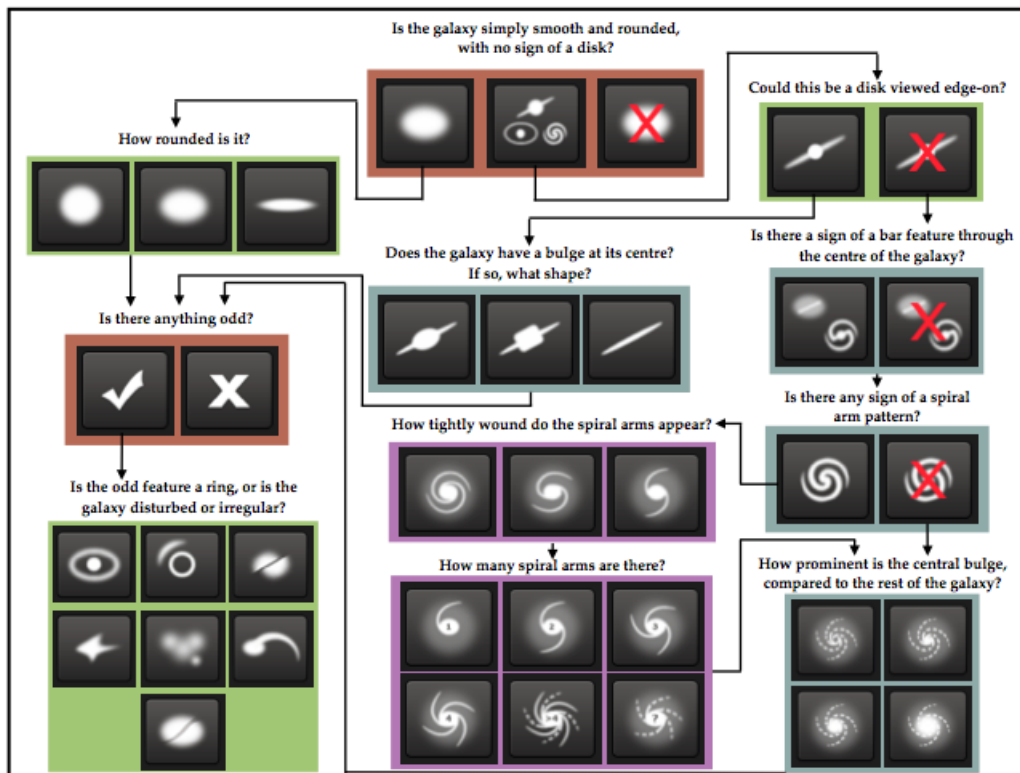 Is the galaxy simply smooth and rounded,
with no sign of a disk?
Could this be a disk viewed edge-on?
How rounded is it?
Does the galaxy have a bulge at its centre?
If so, what shape?
Is there a sign of a bar feature through
the centre of the galaxy?
Is there anything odd?
Is there any sign of a spiral
arm pattern?
How tightly wound do the spiral arms appear?
Is the odd feature a ring, or is the
galaxy disturbed or irregular?
How many spiral arms are there?
1
2
3
4
>4
?
How prominent is the central bulge,
compared to the rest of the galaxy?